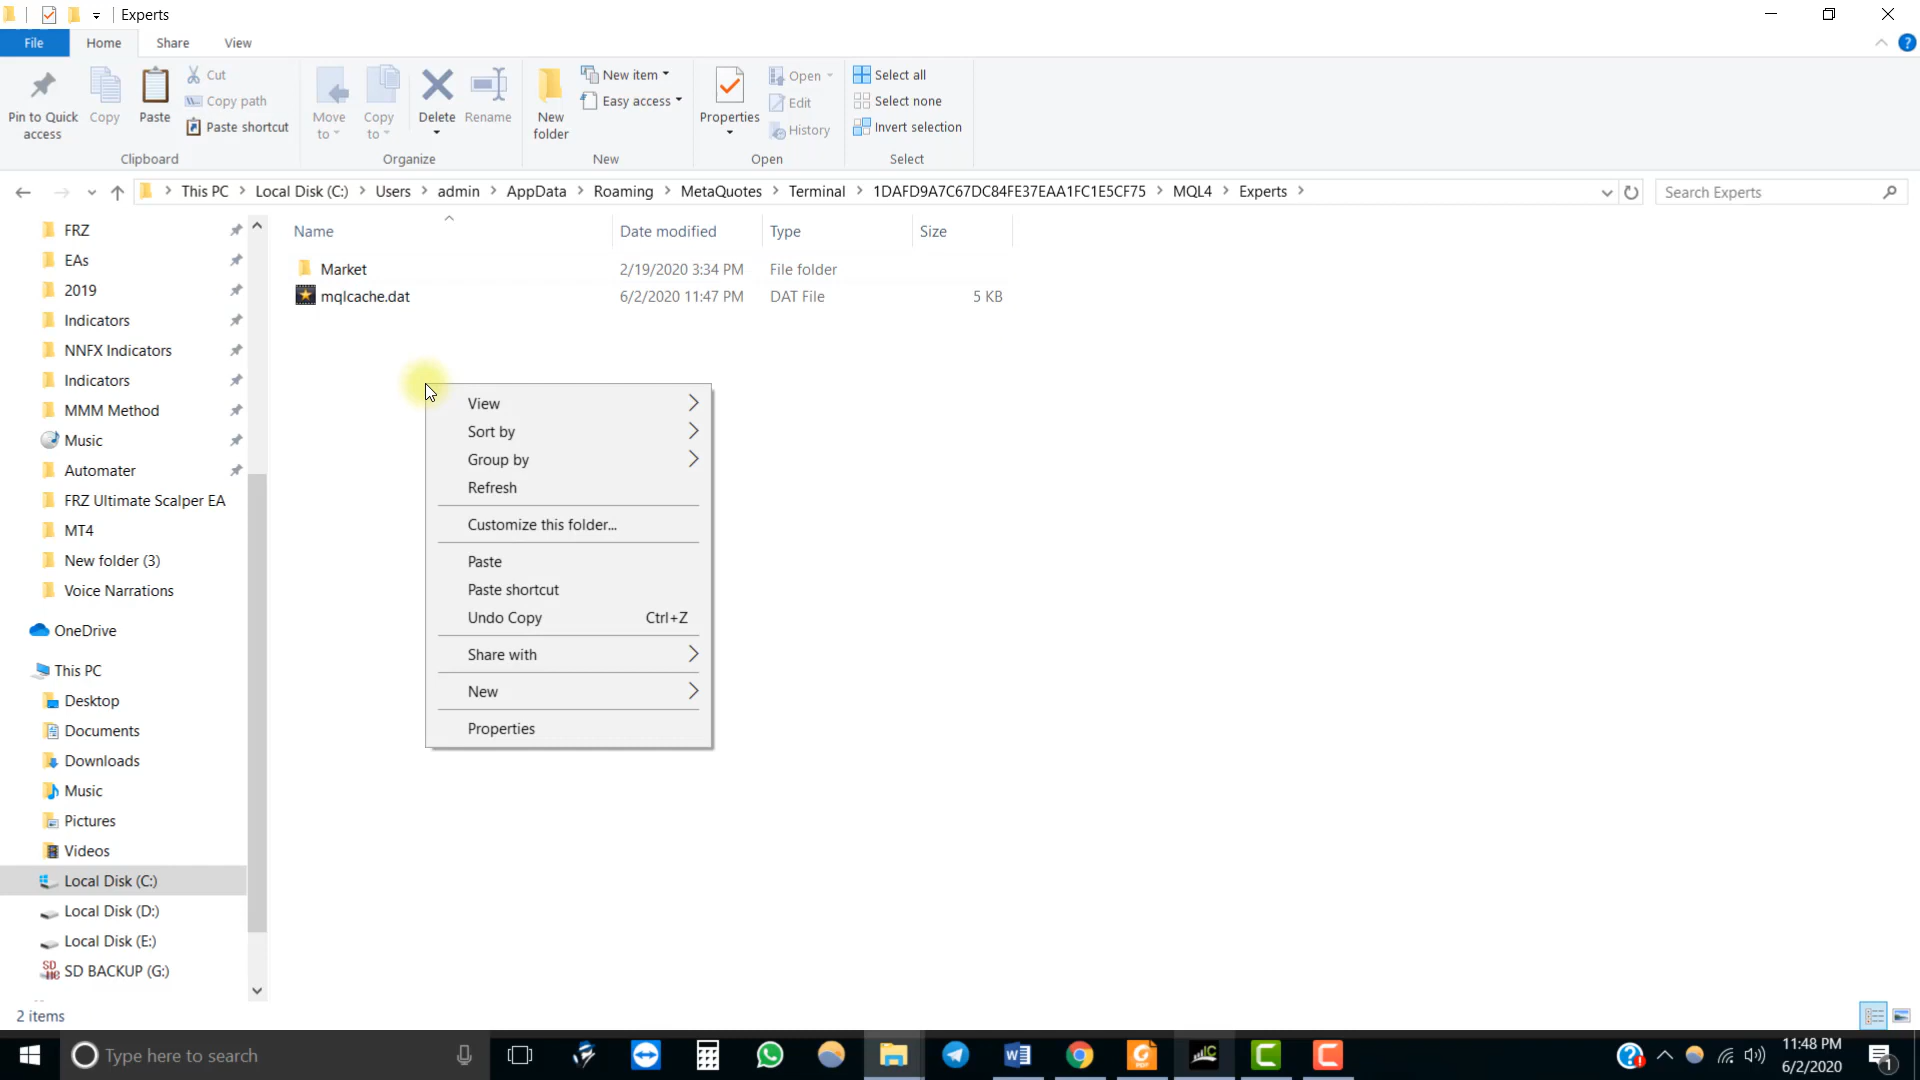 Experts
File
Home
Share
View
?
Pin to Quick
access
Copy
Paste
Cut
Copy path
Paste shortcut
Clipboard
Move
to
Copy
to
Delete
Rename
Organize
New
folder
New item
Easy access
New
Properties
Open
Edit
History
Open
Select all
Select none
Invert selection
Select
This PC
Local Disk (C:)
Users
admin
AppData
Roaming
MetaQuotes
Terminal
1DAFD9A7C67DC84FE37EAA1FC1E5CF75
MQL4
Experts
Search Experts
Name
Date modified
Type
Size
Market
2/19/2020 3:34 PM
File folder
mqlcache.dat
6/2/2020 11:47 PM
DAT File
5 KB
FRZ
EAs
2019
Indicators
NNFX Indicators
Indicators
MMM Method
Music
Automater
FRZ Ultimate Scalper EA
MT4
New folder (3)
Voice Narrations
OneDrive
This PC
Desktop
Documents
Downloads
Music
Pictures
Videos
Local Disk (C:)
Local Disk (D:)
Local Disk (E:)
SD BACKUP (G:)
View
Sort by
Group by
Refresh
Customize this folder...
Paste
Paste shortcut
Undo Copy Ctrl+Z
Share with
New
Properties
2 items
Type here to search
11:48 PM
6/2/2020
1